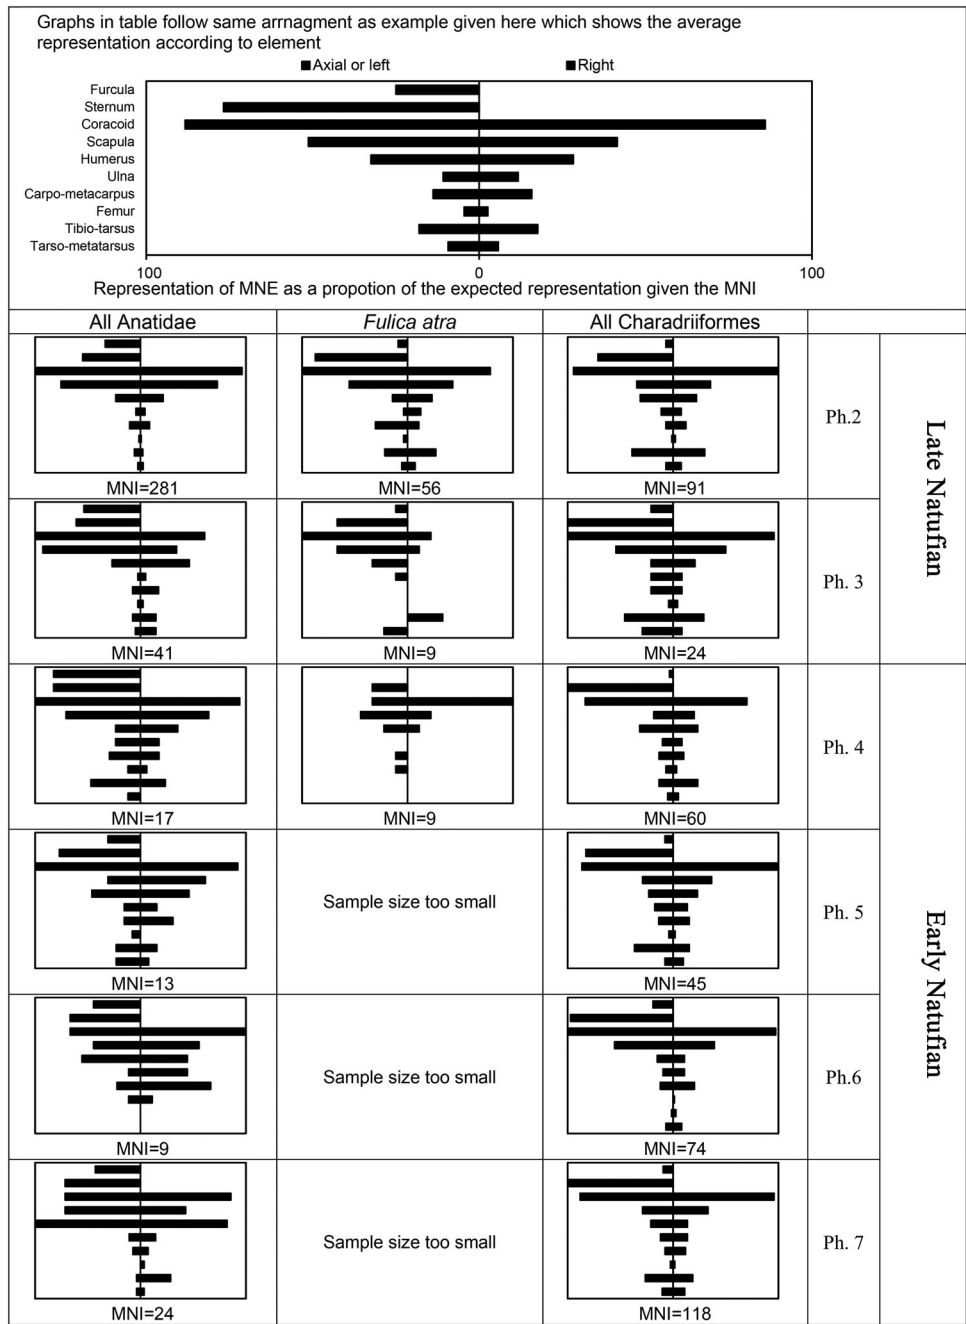 Graphs in table follow same arrnagment as example given here which shows the average
representation according to element
Axial or left
Right
Furcula
Sternum
Coracoid
Scapula
Humerus
Ulna
Carpo-metacarpus
Femur
Tibio-tarsus
Tarso-metatarsus
100
0
100
Representation of MNE as a propotion of the expected representation given the MNI
All Anatidae
Fulica atra
All Charadriiformes
MNI=281
MNI=56
MNI=91
Ph.2
Late Natufian
MNI=41
MNI=9
MNI=24
Ph. 3
MNI=17
MNI=9
MNI=60
Ph. 4
Early Natufian
MNI=13
Sample size too small
MNI=45
Ph. 5
MNI=9
Sample size too small
MNI=74
Ph.6
MNI=24
Sample size too small
MNI=118
Ph. 7